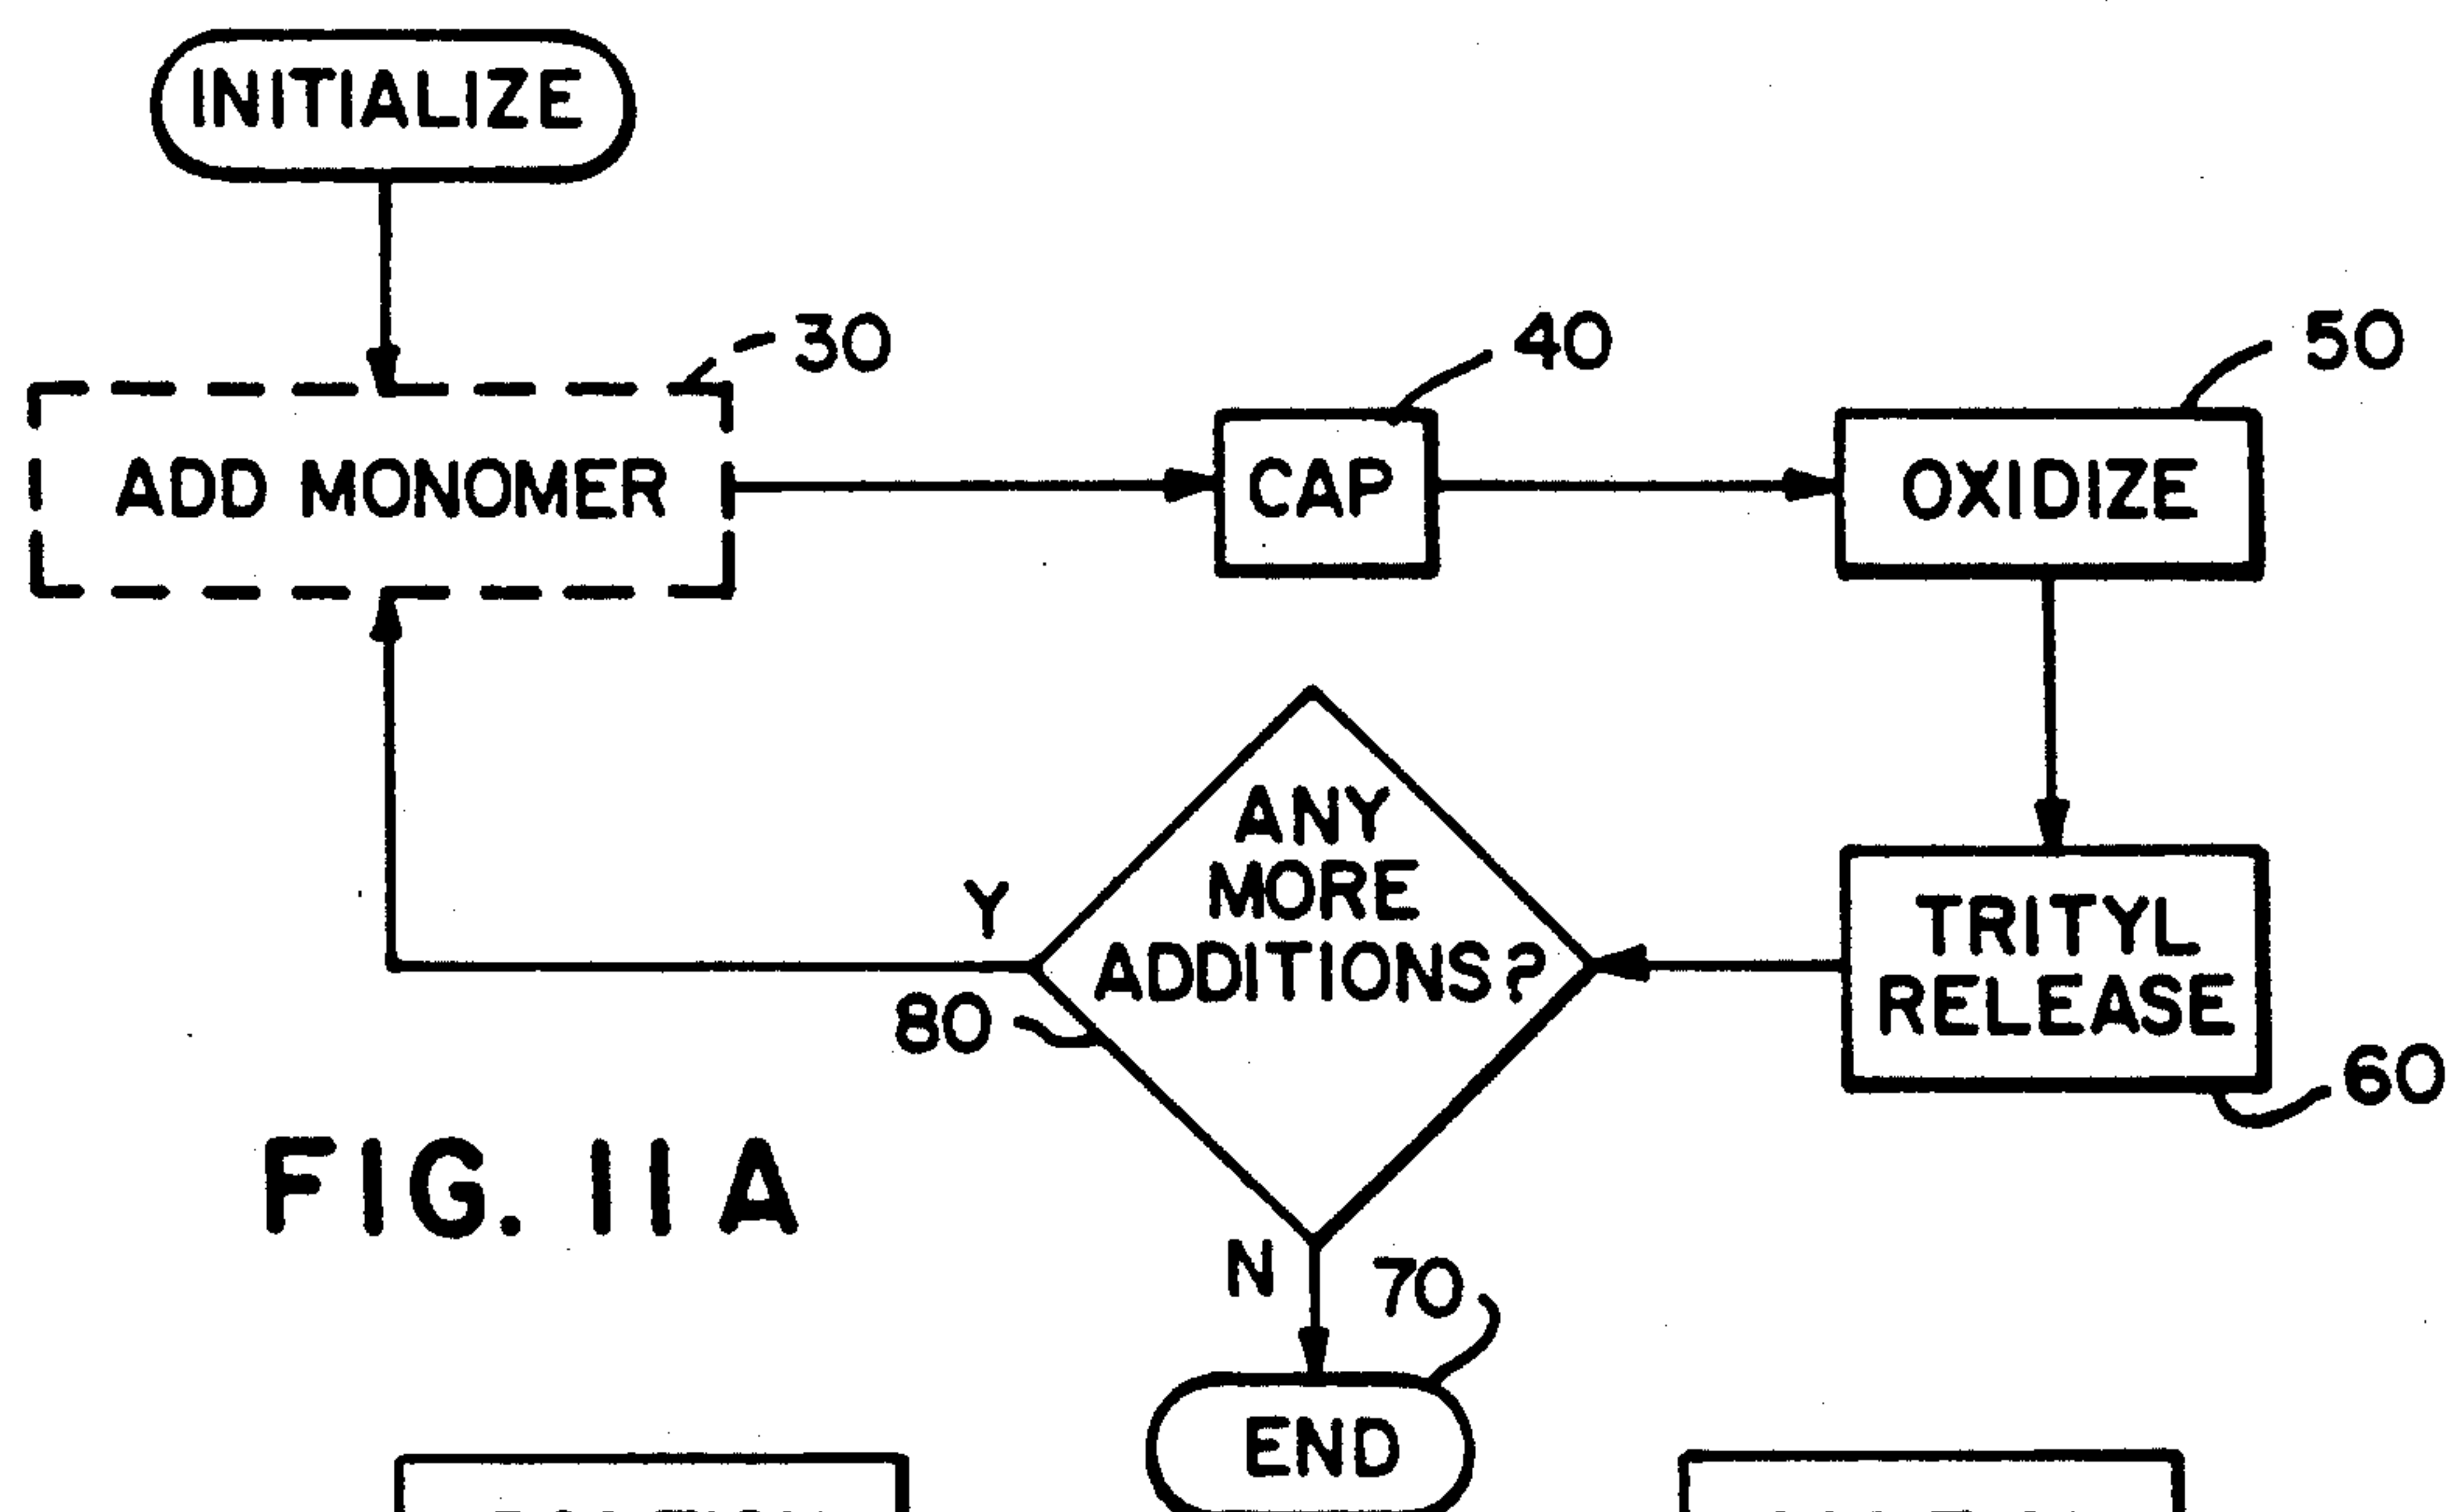 INITIALIZE
30
40
50
ADD MONOMER
CAP
OXIDIZE
ANY
MORE
ADDITIONS?
Y
80
TRITYL
RELEASE
60
FIG. 11A
N
70
END